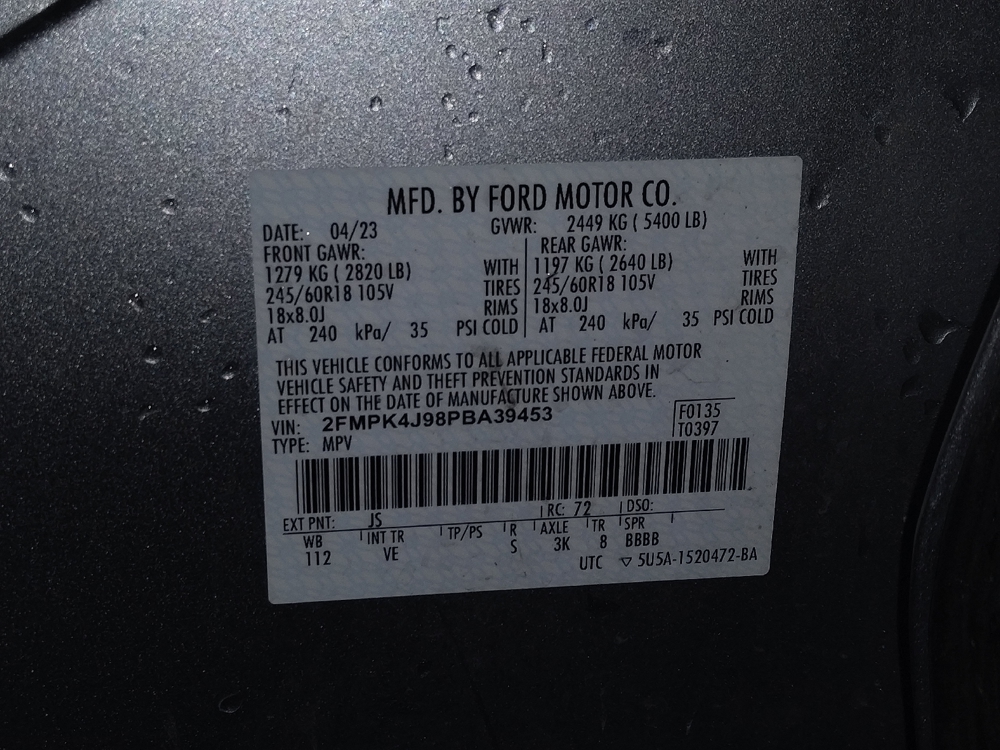 MFD. BY FORD MOTOR CO.
DATE: 04/23 GVWR: 2449 KG ( 5400 LB)
FRONT GAWR: REAR GAWR:
1279 KG ( 2820 LB) WITH 1197 KG ( 2640 LB) WITH
245/60R18 105V TIRES 245/60R18 105V TIRES
18x8.0J RIMS 18x8.0J RIMS
AT 240 kPa/ 35 PSI COLD AT 240 kPa/ 35 PSI COLD
THIS VEHICLE CONFORMS TO ALL APPLICABLE FEDERAL MOTOR
VEHICLE SAFETY AND THEFT PREVENTION STANDARDS IN
EFFECT ON THE DATE OF MANUFACTURE SHOWN ABOVE.
VIN: 2FMPK4J98PBA39453 F0135
TYPE: MPV T0397
EXT PNT: JS RC: 72 DSO:
WB INT TR TP/PS R AXLE TR SPR
112 VE S 3K 8 BBBB
UTC ▽ 5U5A-1520472-BA